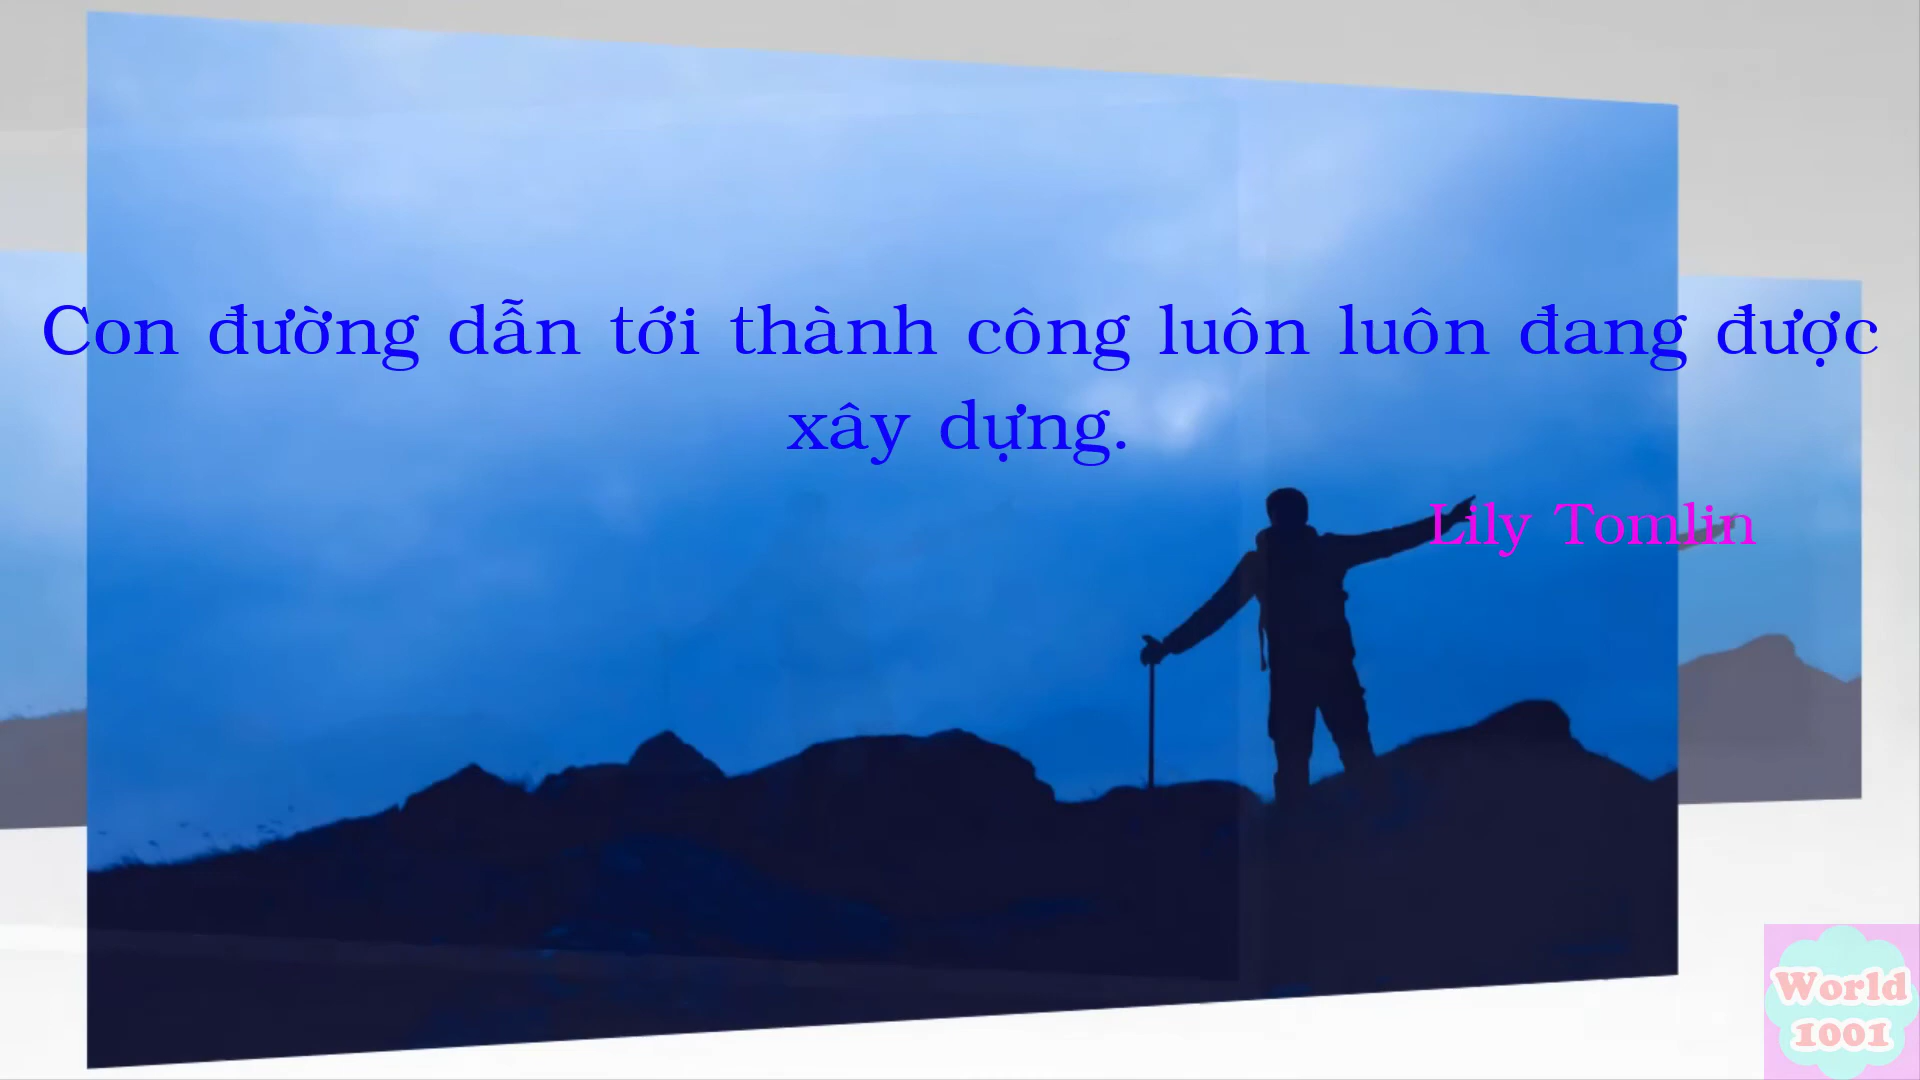 Con đường dẫn tới thành công luôn luôn đang được
xây dựng.
Lily Tomlin
World
1001